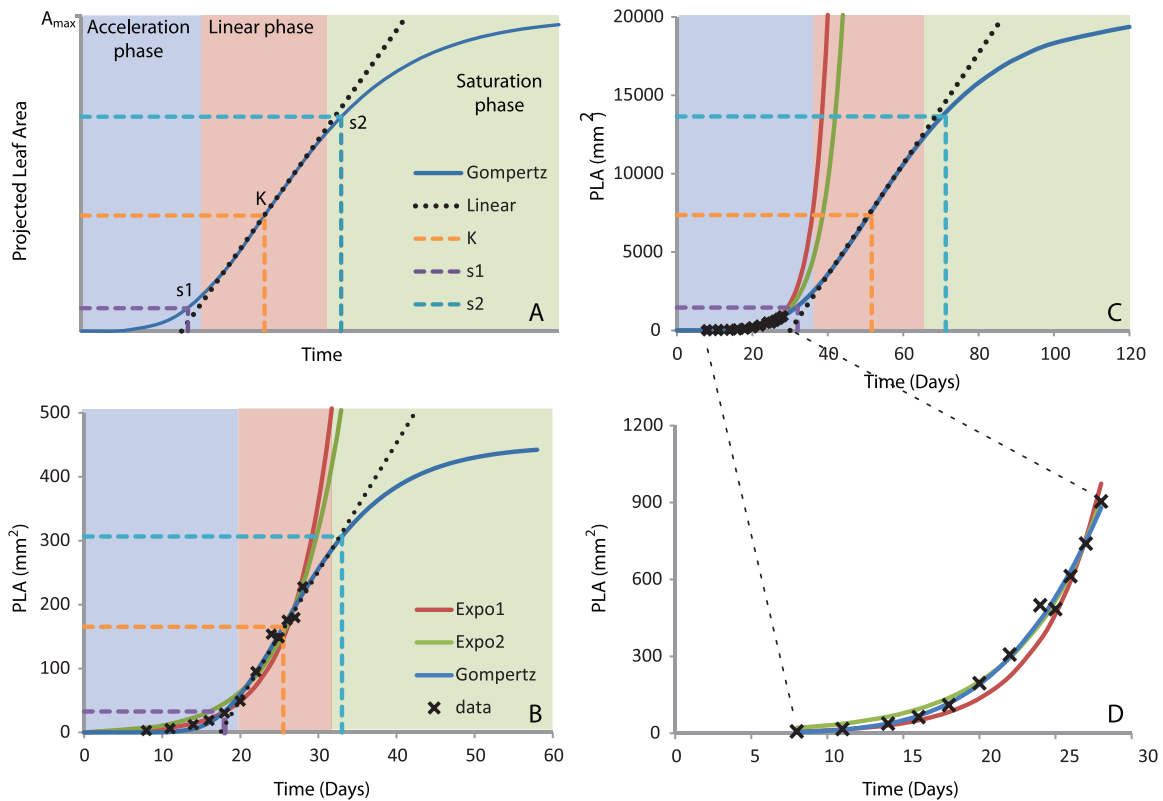 A_max
Acceleration
phase
Linear phase
Saturation
phase
s1
K
s2
Gompertz
Linear
K
s1
s2
A
Projected Leaf Area
Time
20000
15000
10000
5000
0
PLA (mm²)
C
0 20 40 60 80 100 120
Time (Days)
500
400
300
200
100
0
PLA (mm²)
Expo1
Expo2
Gompertz
data
B
0 10 20 30 40 50 60
Time (Days)
1200
900
600
300
0
PLA (mm²)
D
0 5 10 15 20 25 30
Time (Days)